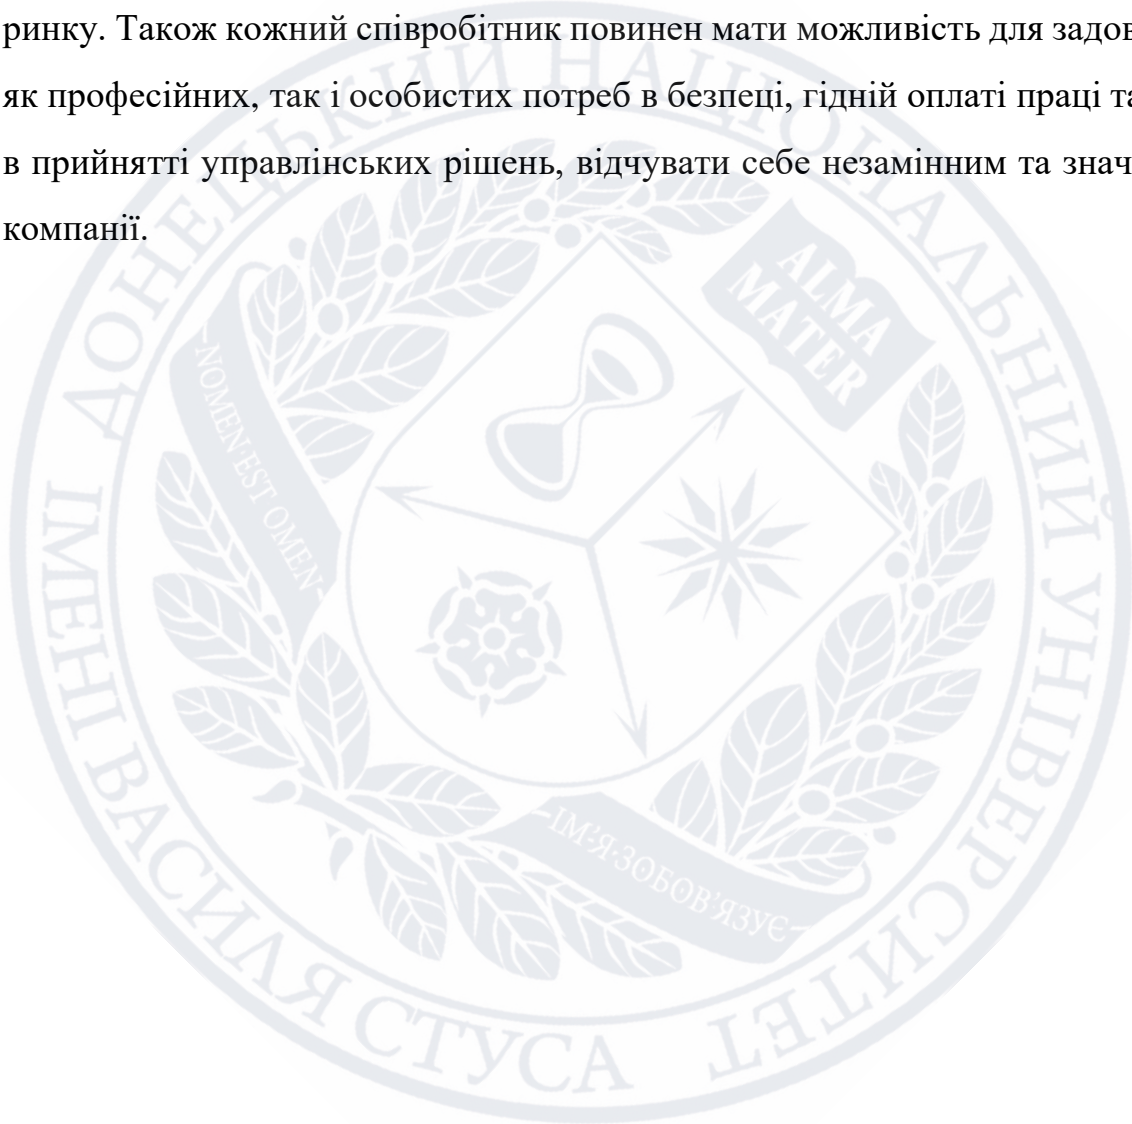 ринку. Також кожний співробітник повинен мати можливість для задов
як професійних, так і особистих потреб в безпеці, гідній оплаті праці та
в прийнятті управлінських рішень, відчувати себе незамінним та знач
компанії.
ДОНЕЦЬКИЙ НАЦІОНАЛЬНИЙ УНІВЕРСИТЕТ
ІМЕНІ ВАСИЛЯ СТУСА
ALMA
MATER
NOMEN·EST OMEN
ІМ'Я·ЗОБОВ'ЯЗУЄ